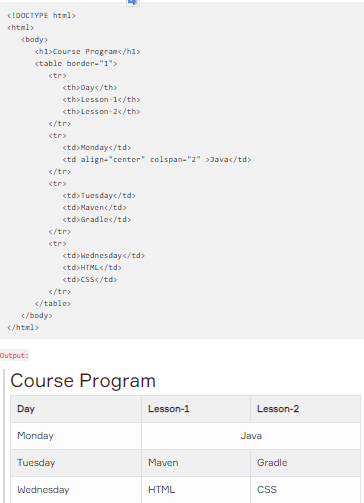 <!DOCTYPE html>
<html>
<body>
<h1>Course Program</h1>
<table border="1">
<tr>
<th>Day</th>
<th>Lesson-1</th>
<th>Lesson-2</th>
</tr>
<tr>
<td>Monday</td>
<td align="center" colspan="2" >Java</td>
</tr>
<tr>
<td>Tuesday</td>
<td>Maven</td>
<td>Gradle</td>
</tr>
<tr>
<td>Wednesday</td>
<td>HTML</td>
<td>CSS</td>
</tr>
</table>
</body>
</html>
Output:
Course Program
Day Lesson-1 Lesson-2
Monday Java
Tuesday Maven Gradle
Wednesday HTML CSS